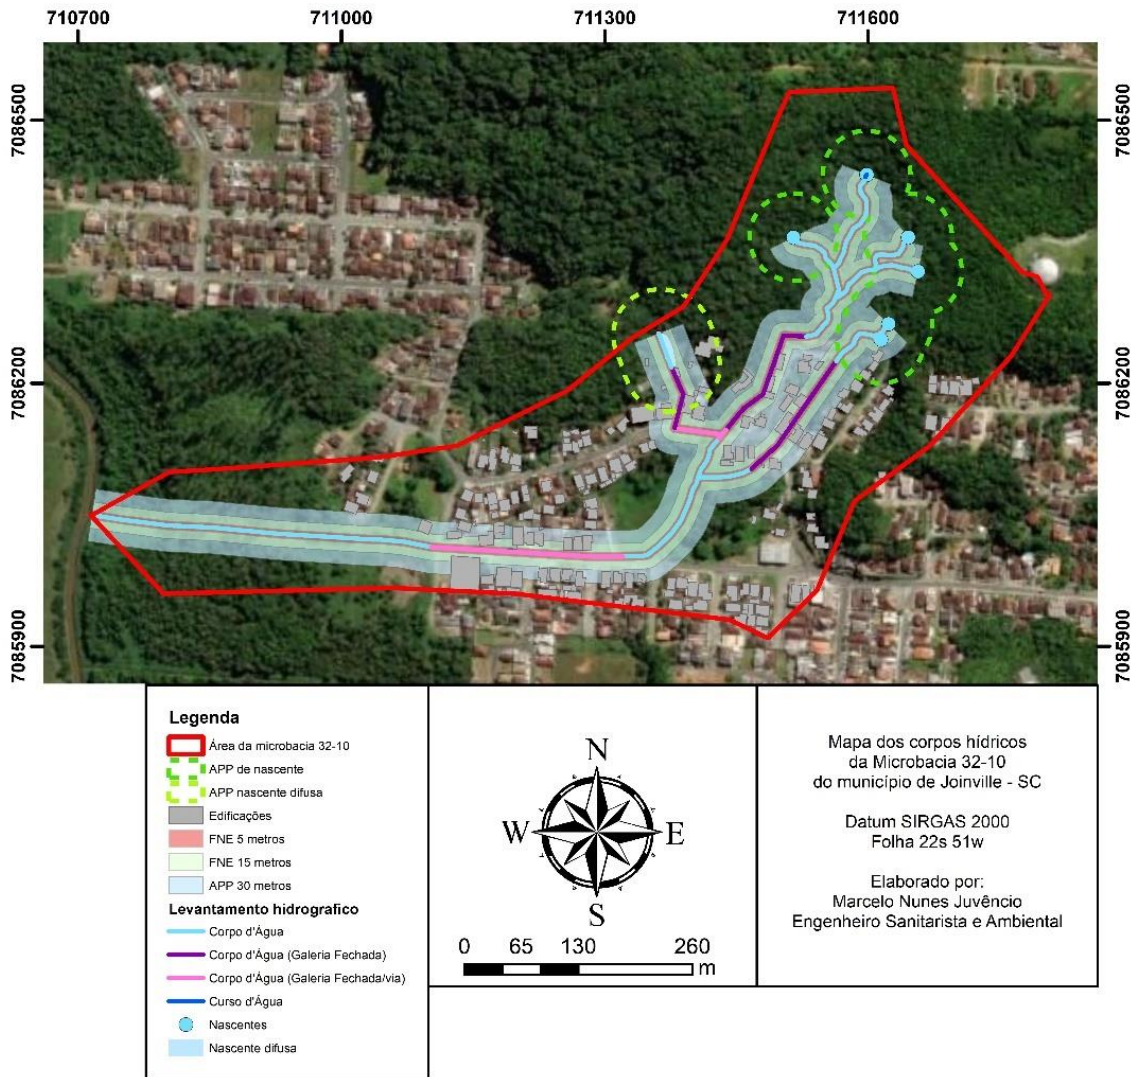 710700
711000
711300
711600
7086500
7086500
7086200
7086200
7085900
7085900
Legenda
Área da microbacia 32-10
APP de nascente
APP nascente difusa
Edificações
FNE 5 metros
FNE 15 metros
APP 30 metros
Levantamento hidrografico
Corpo d'Água
Corpo d'Água (Galeria Fechada)
Corpo d'Água (Galeria Fechada/via)
Curso d'Água
Nascentes
Nascente difusa
N
W
E
S
0 65 130 260
m
Mapa dos corpos hídricos
da Microbacia 32-10
do município de Joinville - SC
Datum SIRGAS 2000
Folha 22s 51w
Elaborado por:
Marcelo Nunes Juvêncio
Engenheiro Sanitarista e Ambiental